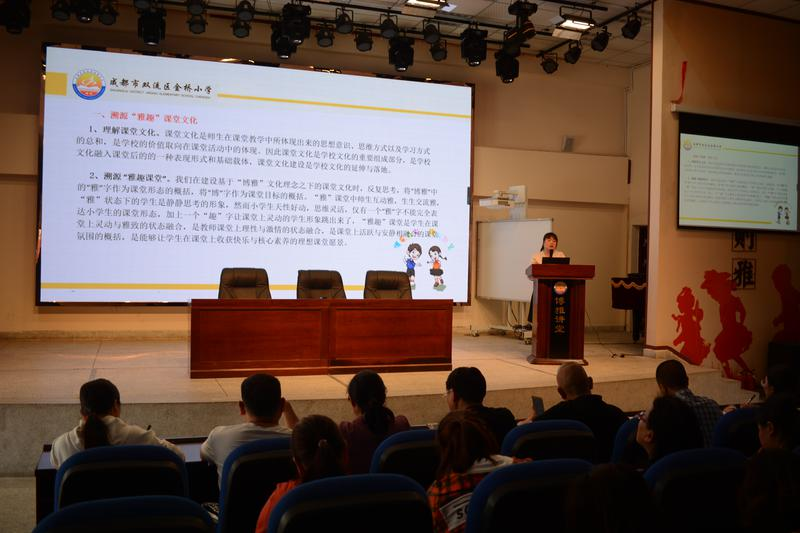 成都市双流区金桥小学
一、溯源“雅趣”课堂文化
1、理解课堂文化。课堂文化是师生在课堂教学中所体现出来的思想意识、思维方式以及学习方式
的总和，是学校的价值取向在课堂活动中的体现。因此课堂文化是学校文化的重要组成部分，是学校
文化融入课堂后的的一种表现形式和基础载体，课堂文化建设是学校文化的延伸与落地。
2、溯源“雅趣课堂”。我们在建设基于“博雅”文化理念之下的课堂文化时，反复思考，将“博雅”中
的“雅”字作为课堂形态的概括，将“博”字作为课堂目标的概括。“雅”课堂中师生互动雅，生生交流雅，
“雅”状态下的学生是静静思考的形象，然而小学生天性好动，思维灵活，仅有一个“雅”字不能完全表
达小学生的课堂形态，加上一个“趣”字让课堂上灵动的学生形象跳出来了，“雅趣”课堂是学生在课
堂上灵动与雅致的状态融合，是教师课堂上理性与激情的状态融合，是课堂上活跃与安静相融合的课堂
氛围的概括，是能够让学生在课堂上收获快乐与核心素养的理想课堂愿景。
博雅讲堂
则
雅